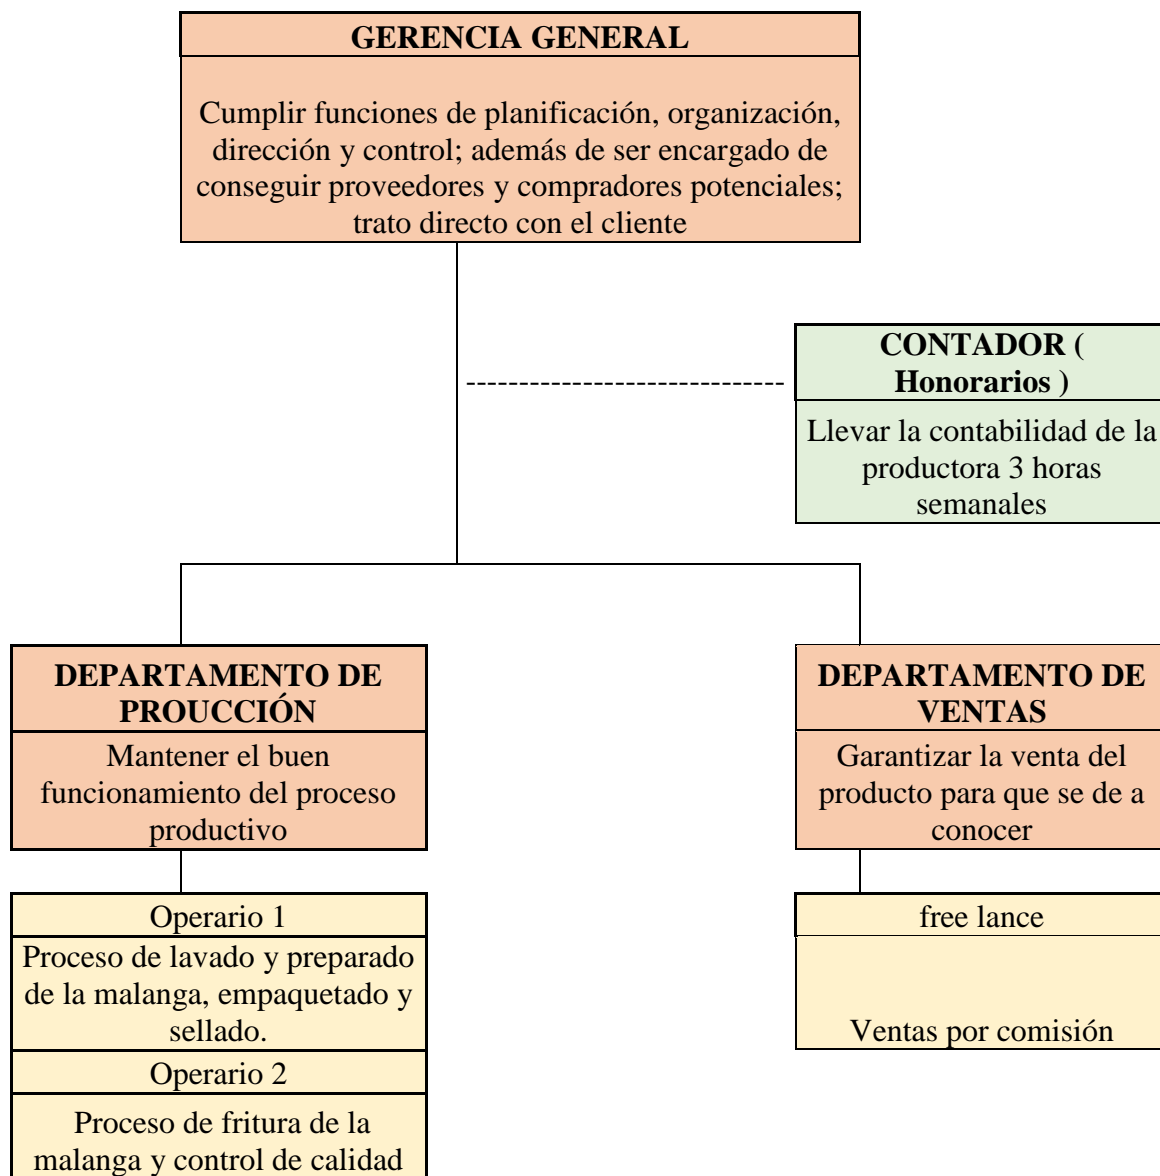 GERENCIA GENERAL
Cumplir funciones de planificación, organización,
dirección y control; además de ser encargado de
conseguir proveedores y compradores potenciales;
trato directo con el cliente
CONTADOR (
Honorarios )
Llevar la contabilidad de la
productora 3 horas
semanales
DEPARTAMENTO DE
PROUCCIÓN
Mantener el buen
funcionamiento del proceso
productivo
DEPARTAMENTO DE
VENTAS
Garantizar la venta del
producto para que se de a
conocer
Operario 1
Proceso de lavado y preparado
de la malanga, empaquetado y
sellado.
Operario 2
Proceso de fritura de la
malanga y control de calidad
free lance
Ventas por comisión